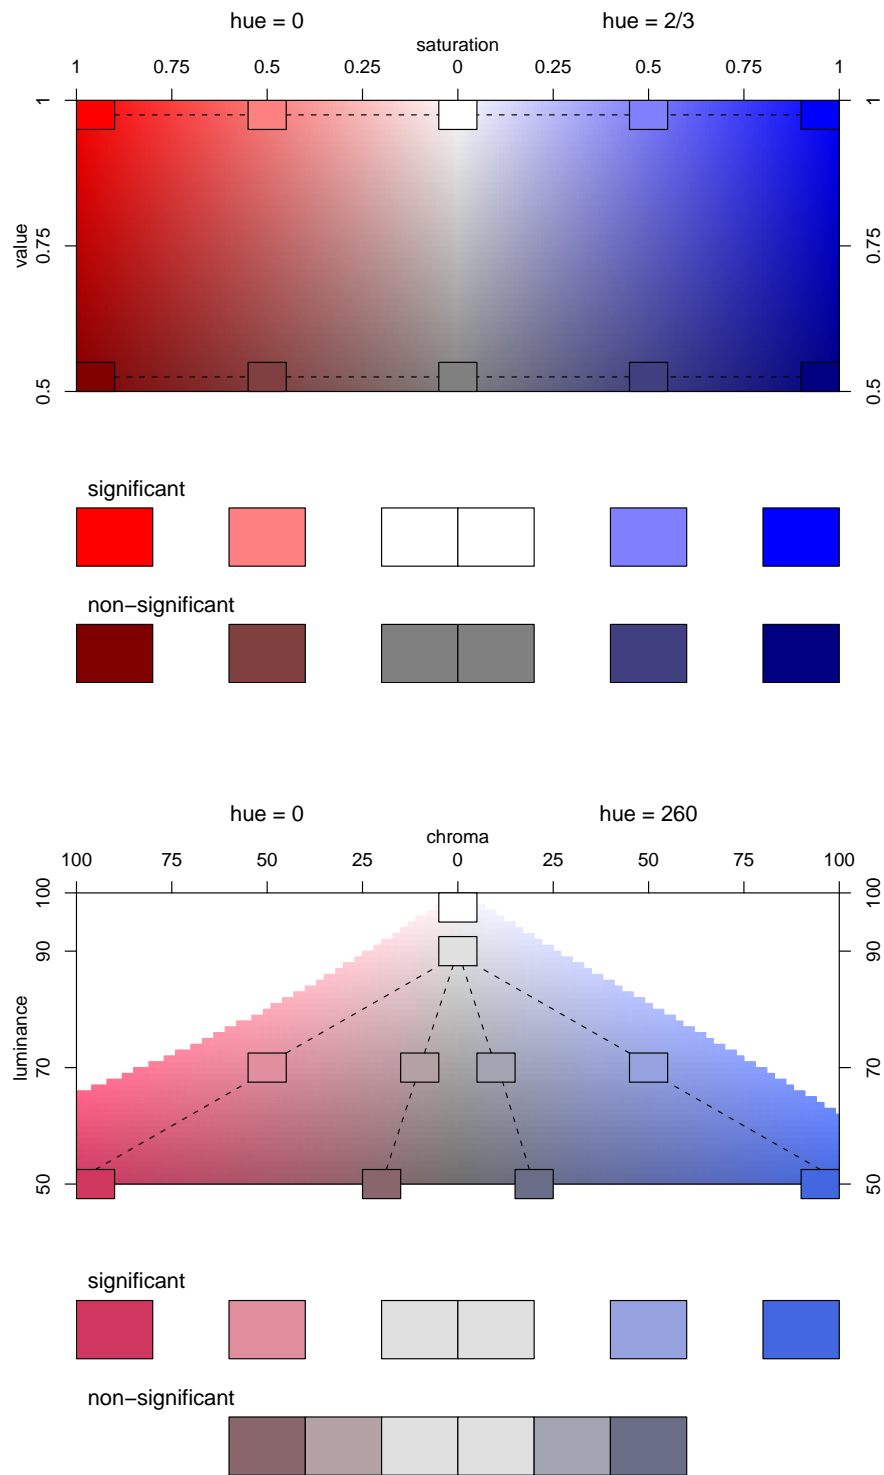 hue = 0 hue = 2/3
saturation
1 0.75 0.5 0.25 0 0.25 0.5 0.75 1
1 1
0.75 0.75
value
0.5 0.5
significant
non−significant
hue = 0 hue = 260
chroma
100 75 50 25 0 25 50 75 100
100 100
90 90
luminance
70 70
50 50
significant
non−significant